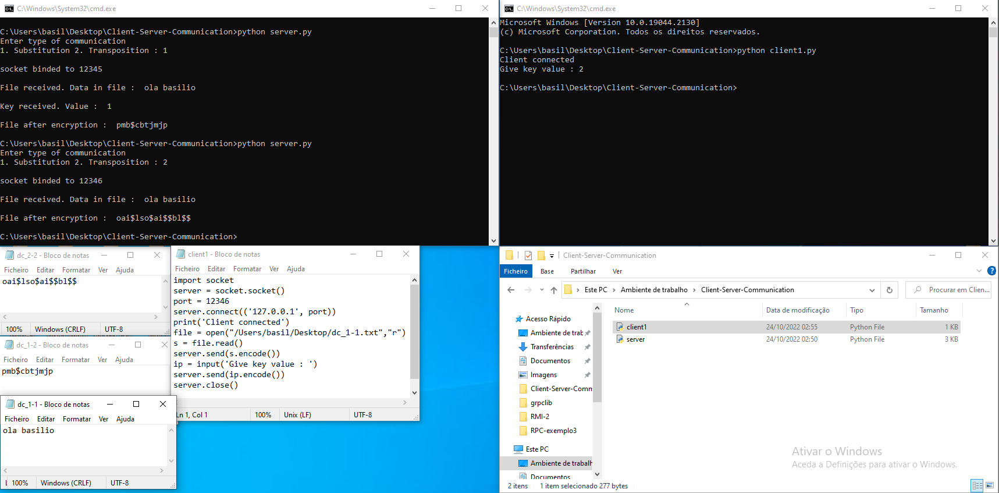 C:\Windows\System32\cmd.exe
C:\Users\basil\Desktop\Client-Server-Communication>python server.py
Enter type of communication
1. Substitution 2. Transposition : 1
socket binded to 12345
File received. Data in file :  ola basilio
Key received. Value :  1
File after encryption :  pmb$cbtjmjp
C:\Users\basil\Desktop\Client-Server-Communication>python server.py
Enter type of communication
1. Substitution 2. Transposition : 2
socket binded to 12346
File received. Data in file :  ola basilio
File after encryption :  oai$lso$ai$$bl$$
C:\Users\basil\Desktop\Client-Server-Communication>
C:\Windows\System32\cmd.exe
Microsoft Windows [Version 10.0.19044.2130]
(c) Microsoft Corporation. Todos os direitos reservados.
C:\Users\basil\Desktop\Client-Server-Communication>python client1.py
Client connected
Give key value : 2
C:\Users\basil\Desktop\Client-Server-Communication>
dc_2-2 - Bloco de notas
Ficheiro Editar Formatar Ver Ajuda
oai$lso$ai$$bl$$
100% Windows (CRLF) UTF-8
dc_1-2 - Bloco de notas
Ficheiro Editar Formatar Ver Ajuda
pmb$cbtjmjp
dc_1-1 - Bloco de notas
Ficheiro Editar Formatar Ver Ajuda
ola basilio
100% Windows (CRLF) UTF-8
client1 - Bloco de notas
Ficheiro Editar Formatar Ver Ajuda
import socket
server = socket.socket()
port = 12346
server.connect(('127.0.0.1', port))
print('Client connected')
file = open("/Users/basil/Desktop/dc_1-1.txt","r")
s = file.read()
server.send(s.encode())
ip = input('Give key value : ')
server.send(ip.encode())
server.close()
Ln 1, Col 1 100% Unix (LF) UTF-8
Client-Server-Communication
Ficheiro Base Partilhar Ver
Este PC > Ambiente de trabalho > Client-Server-Communication
Procurar em Clien...
Nome Data de modificação Tipo Tamanho
client1 24/10/2022 02:55 Python File 1 KB
server 24/10/2022 02:50 Python File 3 KB
Acesso Rápido
Ambiente de trab
Transferências
Documentos
Imagens
Client-Server-Comm
grpclib
RMI-2
RPC-exemplo3
Este PC
Ambiente de trabalh
Documentos
Ativar o Windows
Aceda a Definições para ativar o Windows.
2 itens 1 item selecionado 277 bytes